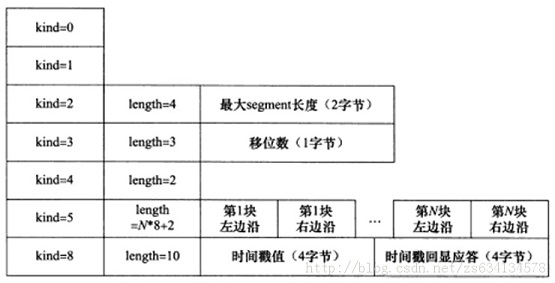 kind=0
kind=1
kind=2 length=4 最大segment长度（2字节）
kind=3 length=3 移位数（1字节）
kind=4 length=2
kind=5 length =N*8+2 第1块左边沿 第1块右边沿 … 第N块左边沿 第N块右边沿
kind=8 length=10 时间戳值（4字节） 时间戳回显应答（4字节）
http://blog.csdn.net/zs634134578